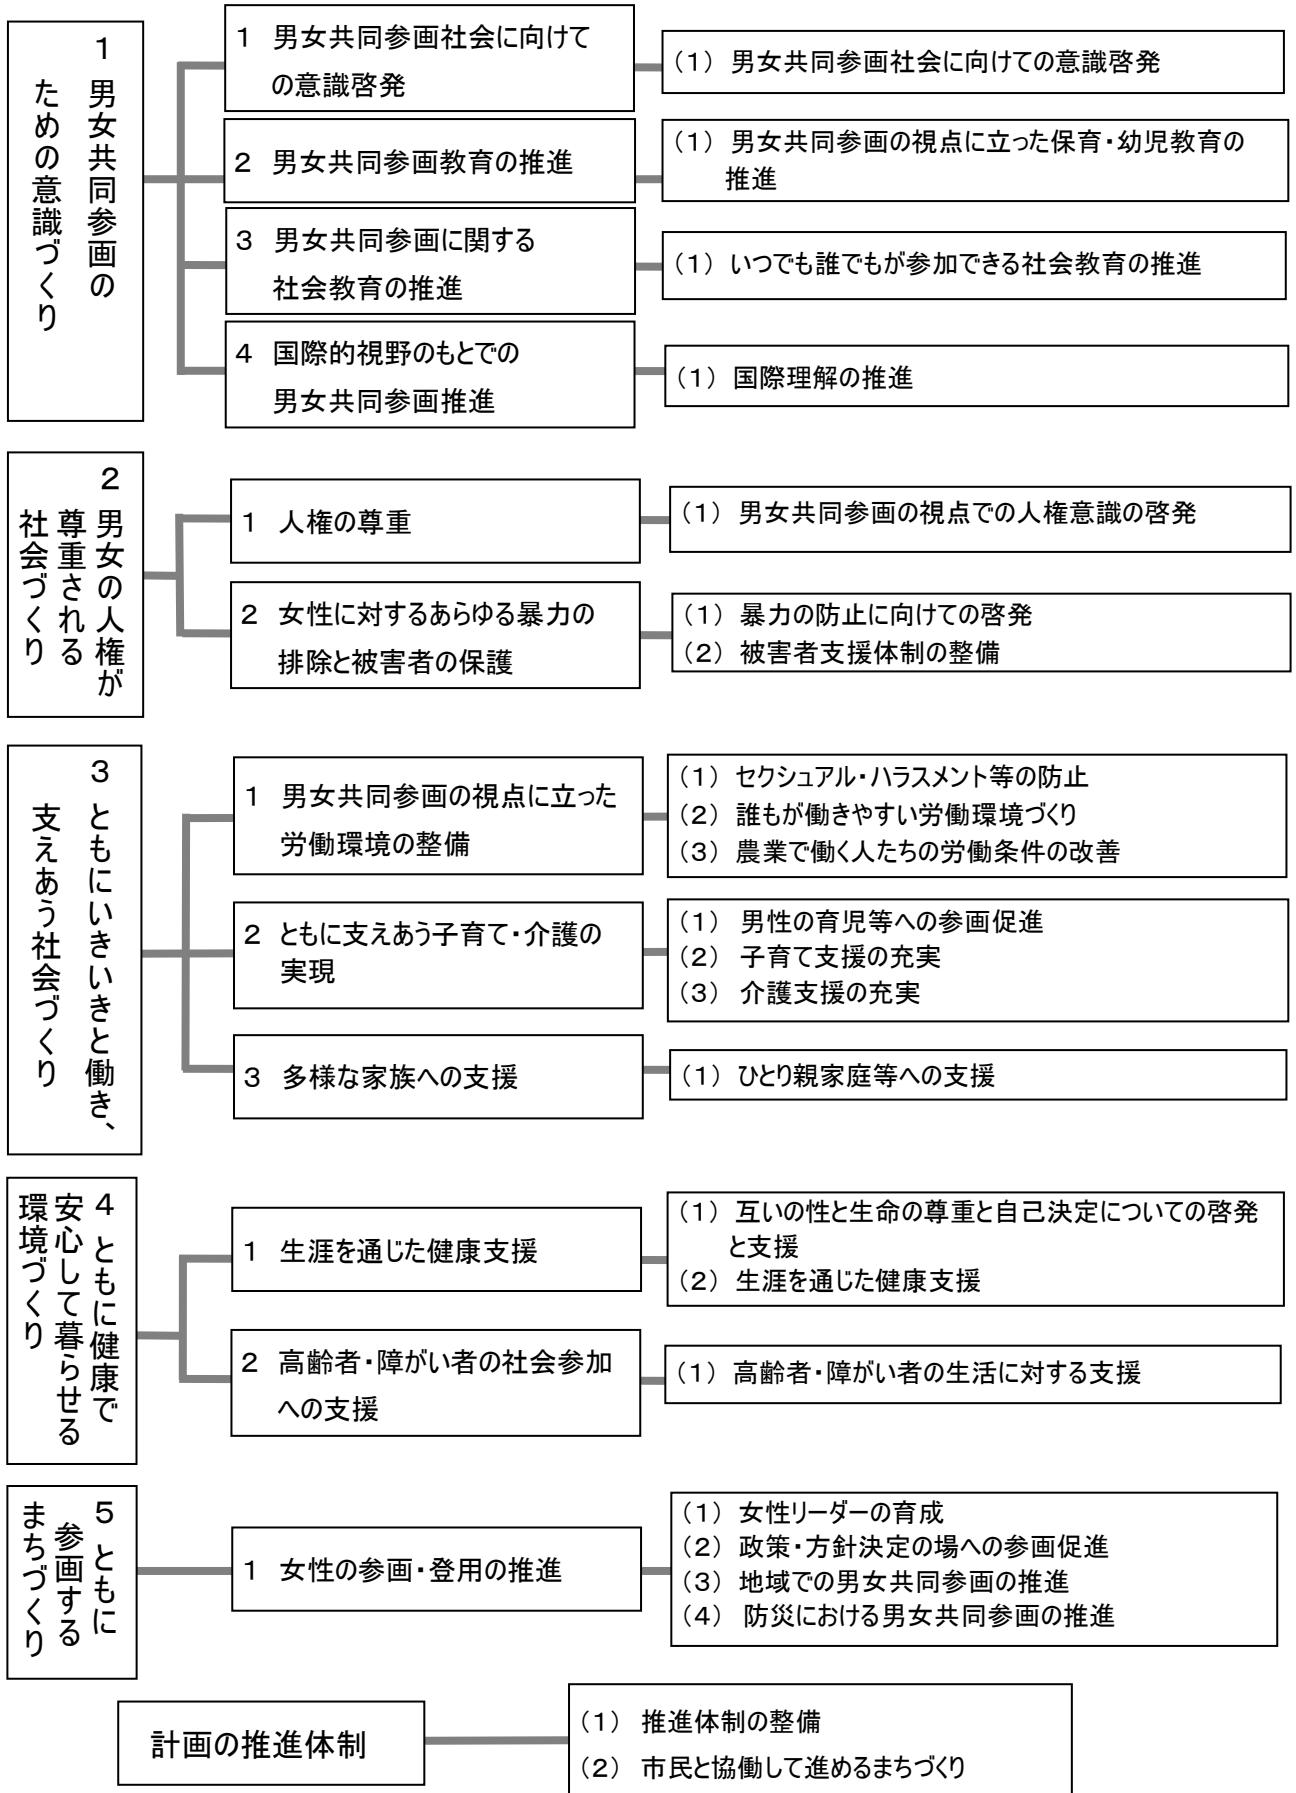 1 男女共同参画の
ための意識づくり
1 男女共同参画社会に向けて
の意識啓発
(1) 男女共同参画社会に向けての意識啓発
2 男女共同参画教育の推進
(1) 男女共同参画の視点に立った保育・幼児教育の
推進
3 男女共同参画に関する
社会教育の推進
(1) いつでも誰でもが参加できる社会教育の推進
4 国際的視野のもとでの
男女共同参画推進
(1) 国際理解の推進
2 男女の人権が
尊重される
社会づくり
1 人権の尊重
(1) 男女共同参画の視点での人権意識の啓発
2 女性に対するあらゆる暴力の
排除と被害者の保護
(1) 暴力の防止に向けての啓発
(2) 被害者支援体制の整備
3 ともにいきいきと働き、
支えあう社会づくり
1 男女共同参画の視点に立った
労働環境の整備
(1) セクシュアル・ハラスメント等の防止
(2) 誰もが働きやすい労働環境づくり
(3) 農業で働く人たちの労働条件の改善
2 ともに支えあう子育て・介護の
実現
(1) 男性の育児等への参画促進
(2) 子育て支援の充実
(3) 介護支援の充実
3 多様な家族への支援
(1) ひとり親家庭等への支援
4 ともに健康で
安心して暮らせる
環境づくり
1 生涯を通じた健康支援
(1) 互いの性と生命の尊重と自己決定についての啓発
と支援
(2) 生涯を通じた健康支援
2 高齢者・障がい者の社会参加
への支援
(1) 高齢者・障がい者の生活に対する支援
5 ともに
参画する
まちづくり
1 女性の参画・登用の推進
(1) 女性リーダーの育成
(2) 政策・方針決定の場への参画促進
(3) 地域での男女共同参画の推進
(4) 防災における男女共同参画の推進
計画の推進体制
(1) 推進体制の整備
(2) 市民と協働して進めるまちづくり